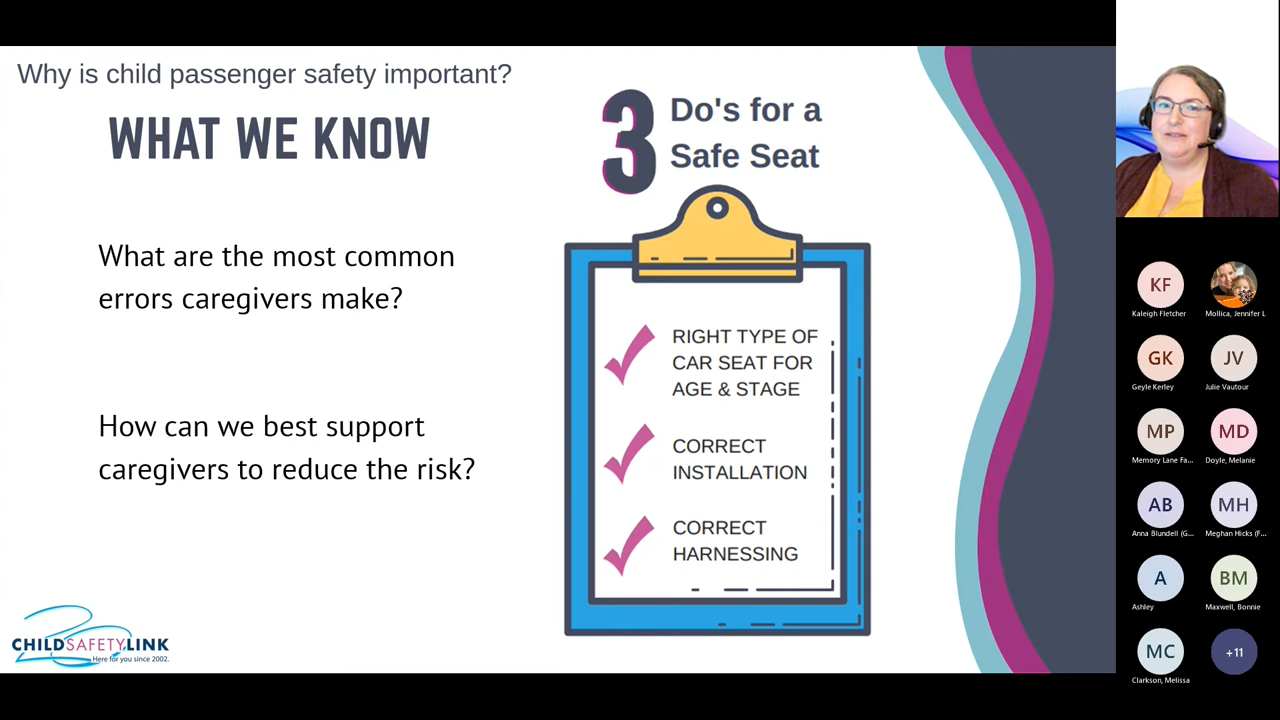 Why is child passenger safety important?
WHAT WE KNOW
What are the most common
errors caregivers make?
How can we best support
caregivers to reduce the risk?
3
Do's for a
Safe Seat
RIGHT TYPE OF
CAR SEAT FOR
AGE & STAGE
CORRECT
INSTALLATION
CORRECT
HARNESSING
CHILDSAFETYLINK
Here for you since 2002.
KF
Kaleigh Fletcher
Mollica, Jennifer L
GK
Geyle Kerley
JV
Julie Vautour
MP
Memory Lane Fa...
MD
Doyle, Melanie
AB
Anna Blundell (G...
MH
Meghan Hicks (F...
A
Ashley
BM
Maxwell, Bonnie
MC
Clarkson, Melissa
+11